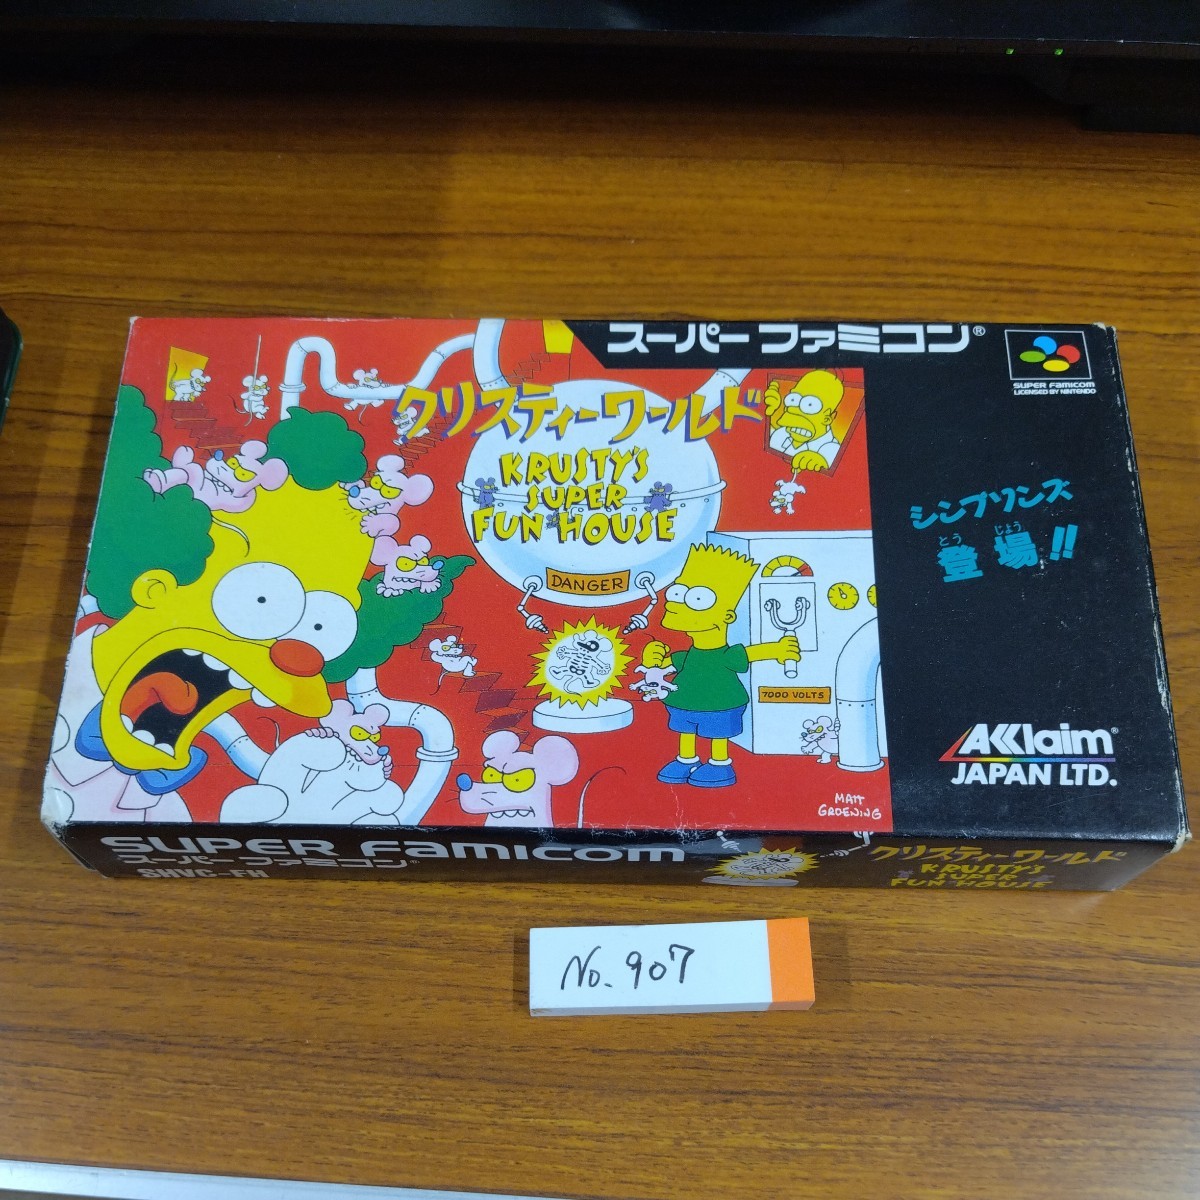 スーパー ファミコン®
SUPER FAMICOM
LICENSED BY NINTENDO
クリスティーワールド
KRUSTY'S
SUPER
FUN HOUSE
DANGER
7000 VOLTS
MATT
GROENING
シンプソンズ
とう じょう
登場!!
AKKlaim®
JAPAN LTD.
SUPER FAMICOM
スーパー ファミコン®
SHVC-FH
クリスティーワールド
KRUSTY'S
SUPER
FUN HOUSE
No. 907